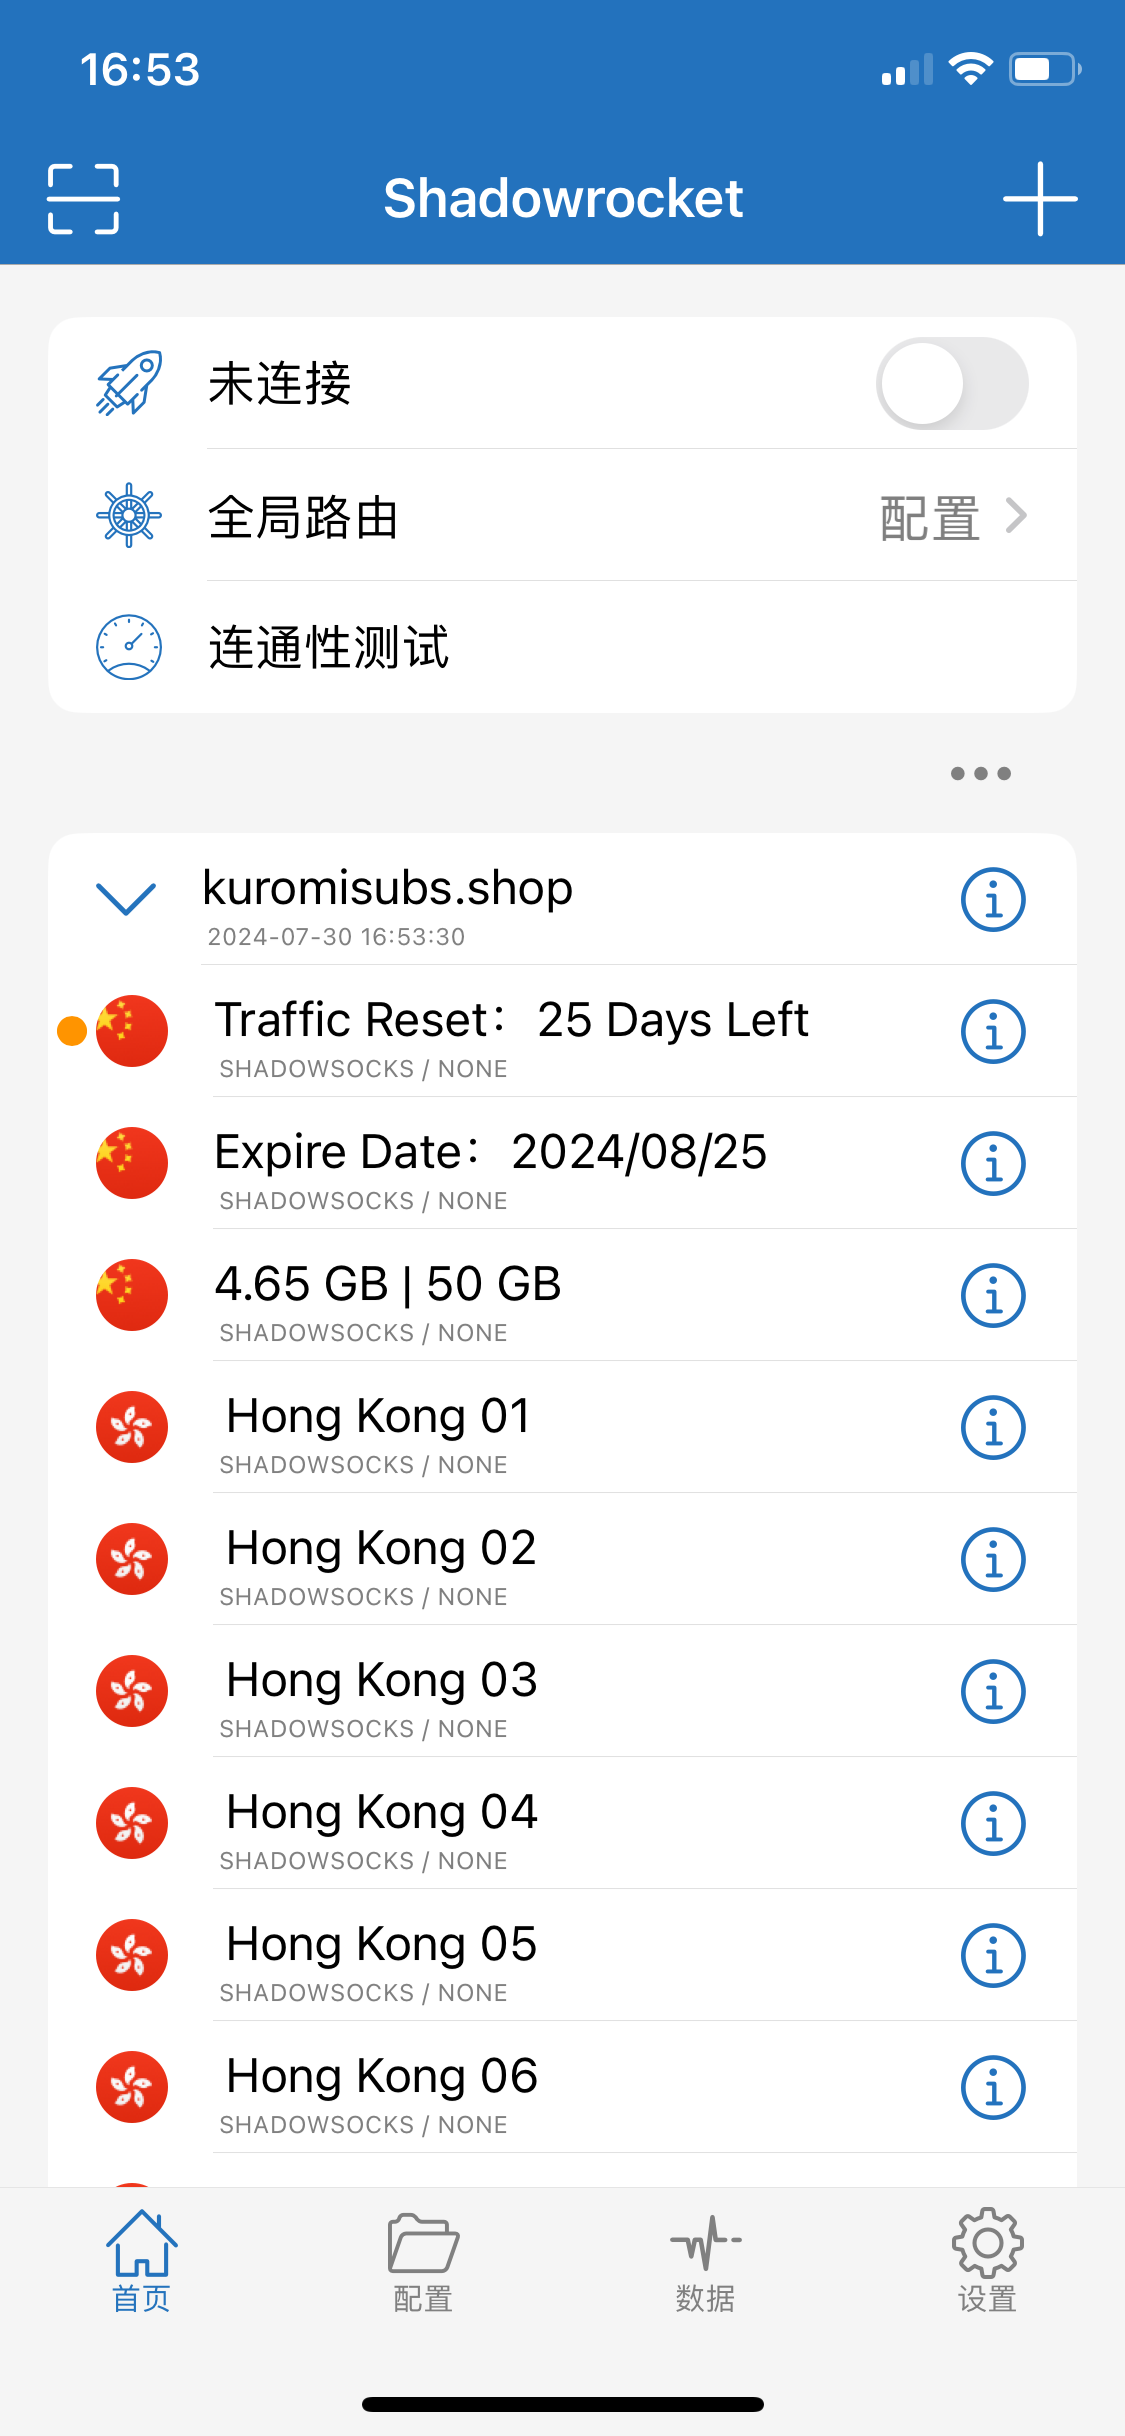 16:53
Shadowrocket
未连接
全局路由 配置
连通性测试
kuromisubs.shop
2024-07-30 16:53:30
Traffic Reset： 25 Days Left
SHADOWSOCKS / NONE
Expire Date： 2024/08/25
SHADOWSOCKS / NONE
4.65 GB | 50 GB
SHADOWSOCKS / NONE
Hong Kong 01
SHADOWSOCKS / NONE
Hong Kong 02
SHADOWSOCKS / NONE
Hong Kong 03
SHADOWSOCKS / NONE
Hong Kong 04
SHADOWSOCKS / NONE
Hong Kong 05
SHADOWSOCKS / NONE
Hong Kong 06
SHADOWSOCKS / NONE
首页 配置 数据 设置